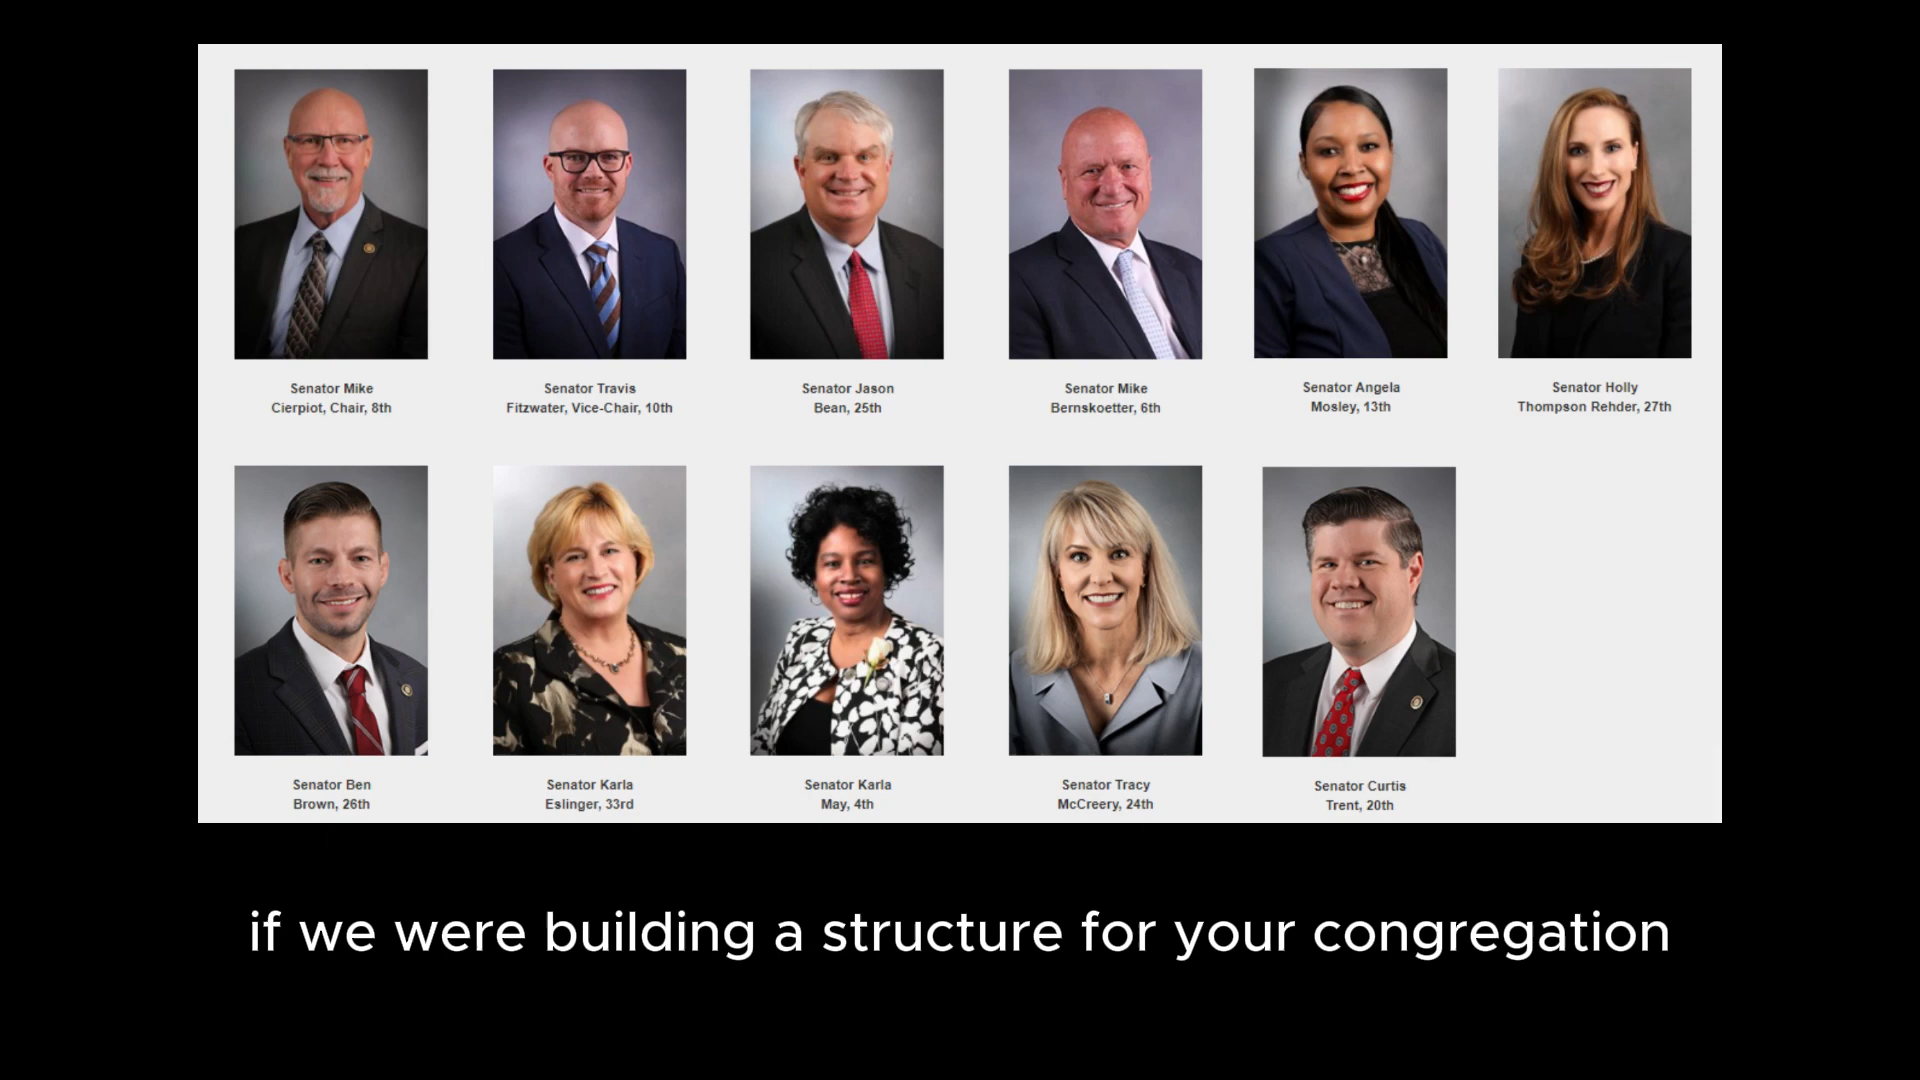 Senator Mike
Cierpiot, Chair, 8th
Senator Travis
Fitzwater, Vice-Chair, 10th
Senator Jason
Bean, 25th
Senator Mike
Bernskoetter, 6th
Senator Angela
Mosley, 13th
Senator Holly
Thompson Rehder, 27th
Senator Ben
Brown, 26th
Senator Karla
Eslinger, 33rd
Senator Karla
May, 4th
Senator Tracy
McCreery, 24th
Senator Curtis
Trent, 20th
if we were building a structure for your congregation